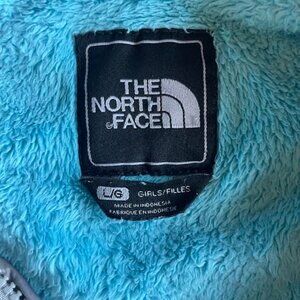 THE
NORTH
FACE
L/G GIRLS/FILLES
MADE IN INDONESIA
FABRIQUÉ EN INDONÉSIE